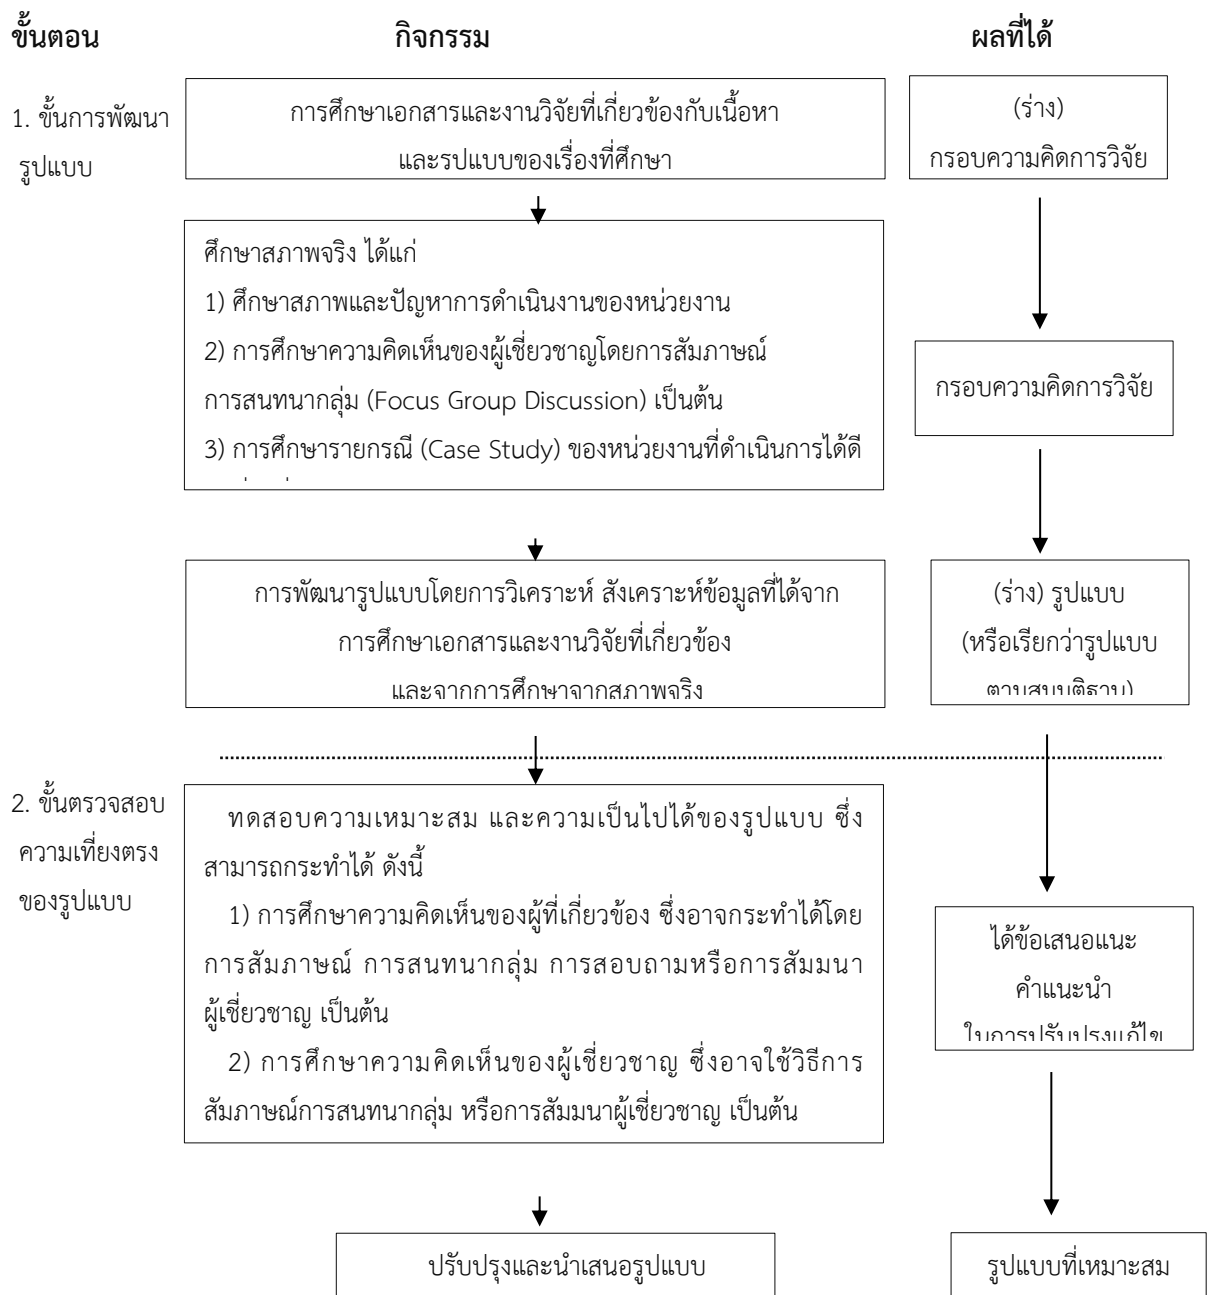 ขั้นตอน กิจกรรม ผลที่ได้
1. ขั้นการพัฒนา
รูปแบบ
การศึกษาเอกสารและงานวิจัยที่เกี่ยวข้องกับเนื้อหา
และรปแบบของเรื่องที่ศึกษา
(ร่าง)
กรอบความคิดการวิจัย
ศึกษาสภาพจริง ได้แก่
1) ศึกษาสภาพและปัญหาการดำเนินงานของหน่วยงาน
2) การศึกษาความคิดเห็นของผู้เชี่ยวชาญโดยการสัมภาษณ์
การสนทนากลุ่ม (Focus Group Discussion) เป็นต้น
3) การศึกษารายกรณี (Case Study) ของหน่วยงานที่ดำเนินการได้ดี
กรอบความคิดการวิจัย
การพัฒนารูปแบบโดยการวิเคราะห์ สังเคราะห์ข้อมูลที่ได้จาก
การศึกษาเอกสารและงานวิจัยที่เกี่ยวข้อง
และจากการศึกษาจากสภาพจริง
(ร่าง) รูปแบบ
(หรือเรียกว่ารูปแบบ
ตามสมมติฐาน)
2. ขั้นตรวจสอบ
ความเที่ยงตรง
ของรูปแบบ
ทดสอบความเหมาะสม และความเป็นไปได้ของรูปแบบ ซึ่ง
สามารถกระทำได้ ดังนี้
1) การศึกษาความคิดเห็นของผู้ที่เกี่ยวข้อง ซึ่งอาจกระทำได้โดย
การสัมภาษณ์ การสนทนากลุ่ม การสอบถามหรือการสัมมนา
ผู้เชี่ยวชาญ เป็นต้น
2) การศึกษาความคิดเห็นของผู้เชี่ยวชาญ ซึ่งอาจใช้วิธีการ
สัมภาษณ์การสนทนากลุ่ม หรือการสัมมนาผู้เชี่ยวชาญ เป็นต้น
ได้ข้อเสนอแนะ
คำแนะนำ
ในการปรับปรุงแก้ไข
ปรับปรุงและนำเสนอรูปแบบ
รูปแบบที่เหมาะสม